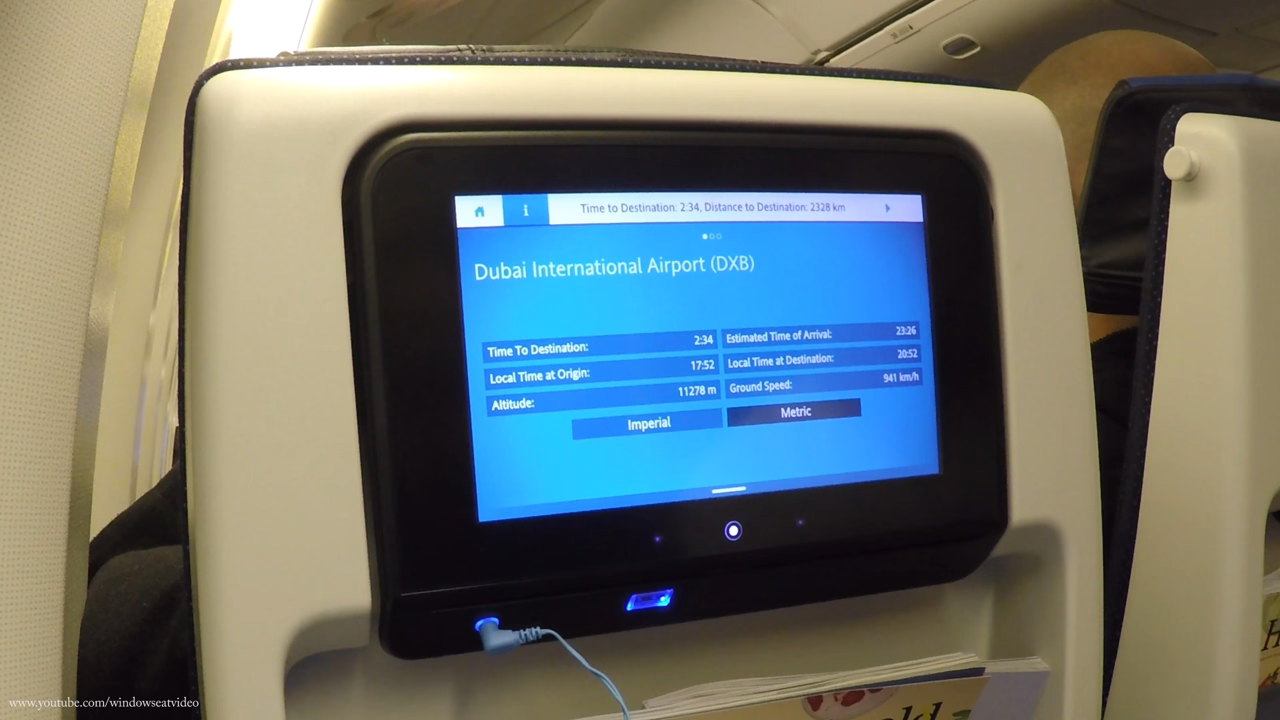 Time to Destination: 2:34, Distance to Destination: 2328 km
Dubai International Airport (DXB)
Time To Destination: 2:34
Estimated Time of Arrival: 23:26
Local Time at Origin: 17:52
Local Time at Destination: 20:52
Altitude: 11278 m
Ground Speed: 941 km/h
Imperial
Metric
www.youtube.com/windowseatvideo